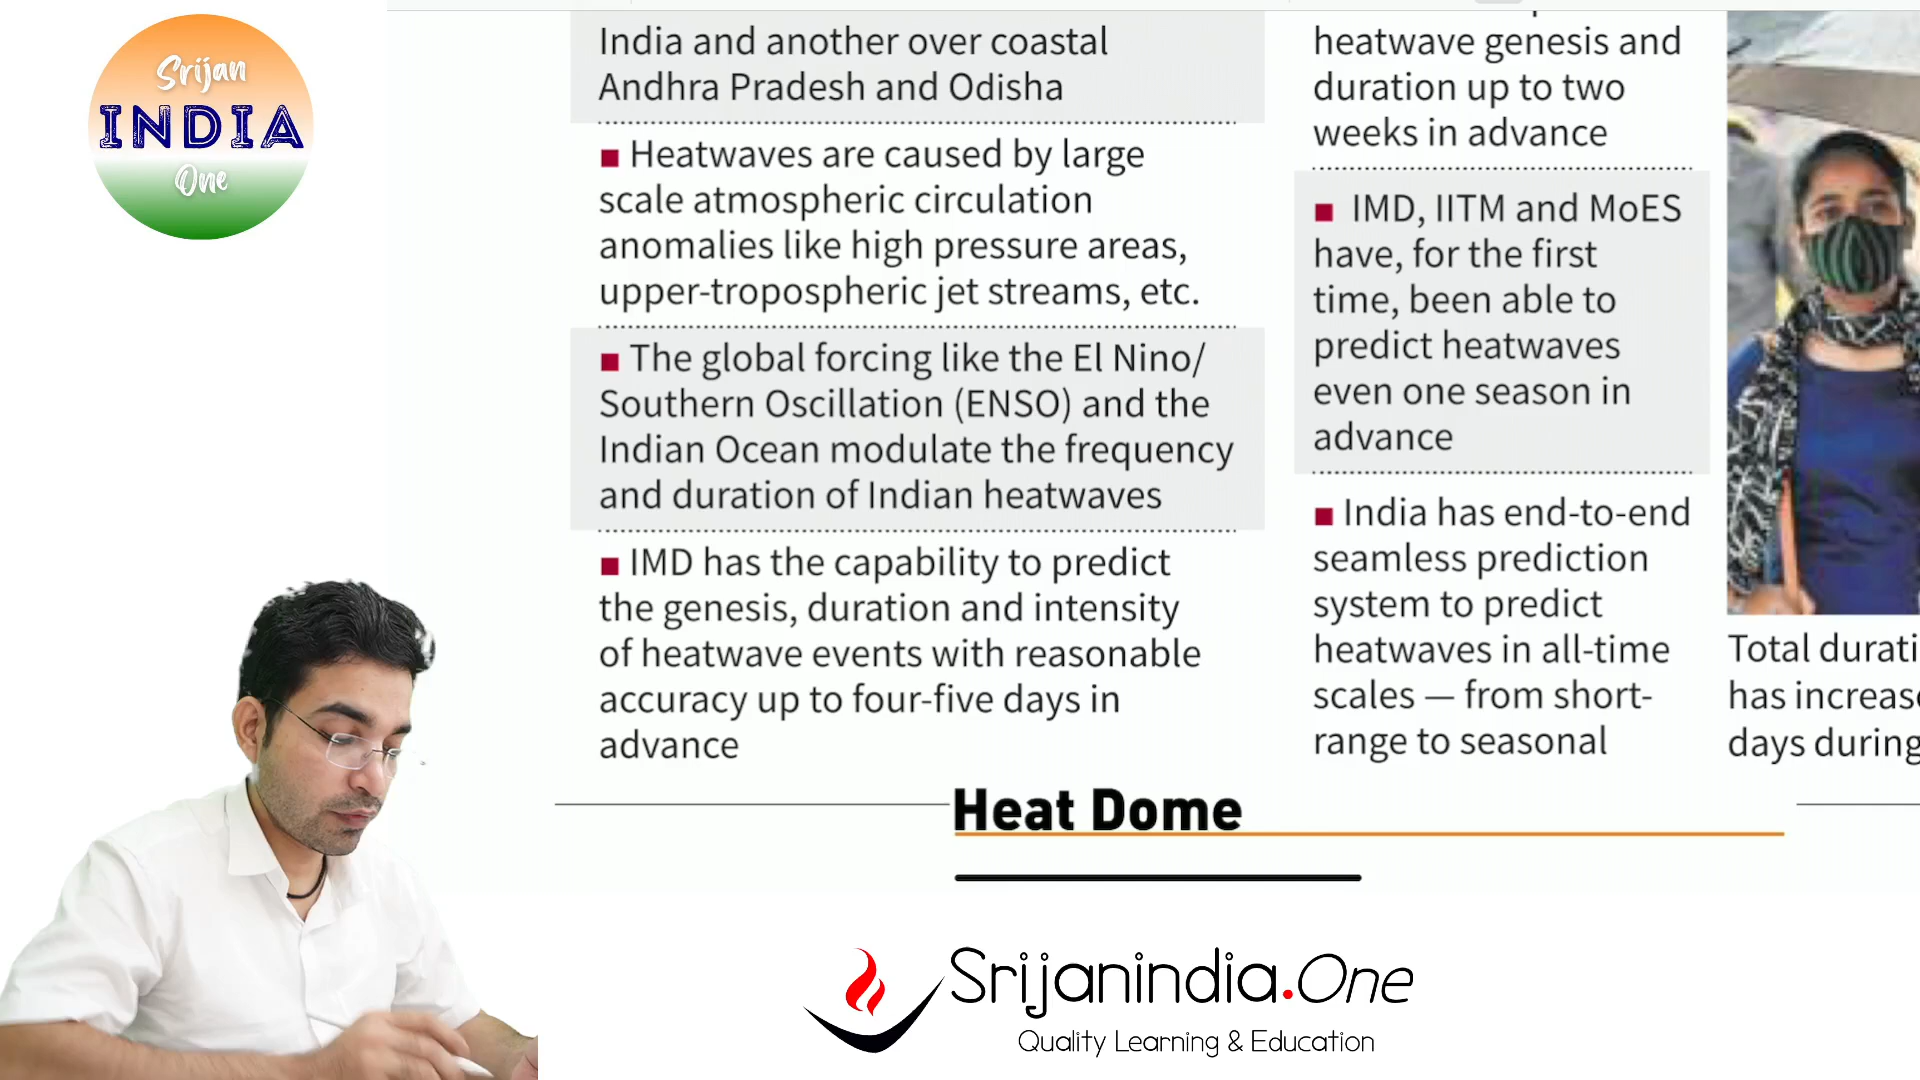 Srijan
INDIA
One
India and another over coastal
Andhra Pradesh and Odisha
■ Heatwaves are caused by large
scale atmospheric circulation
anomalies like high pressure areas,
upper-tropospheric jet streams, etc.
■ The global forcing like the El Nino/
Southern Oscillation (ENSO) and the
Indian Ocean modulate the frequency
and duration of Indian heatwaves
■ IMD has the capability to predict
the genesis, duration and intensity
of heatwave events with reasonable
accuracy up to four-five days in
advance
heatwave genesis and
duration up to two
weeks in advance
■ IMD, IITM and MoES
have, for the first
time, been able to
predict heatwaves
even one season in
advance
■ India has end-to-end
seamless prediction
system to predict
heatwaves in all-time
scales — from short-
range to seasonal
Total durati
has increas
days during
Heat Dome
Srijanindia.One
Quality Learning & Education